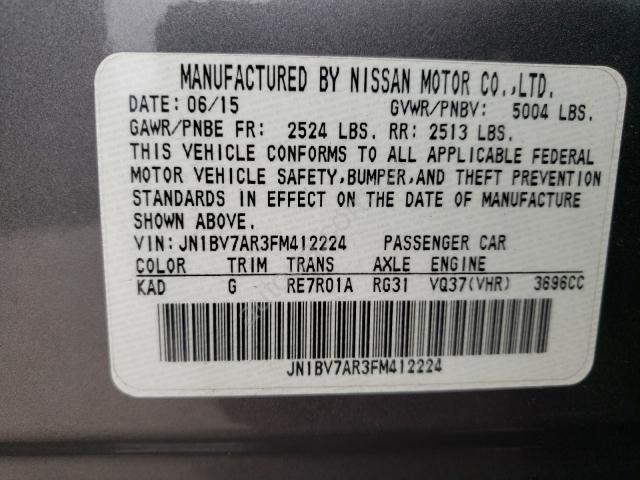 MANUFACTURED BY NISSAN MOTOR CO.,LTD.
DATE: 06/15 GVWR/PNBV: 5004 LBS.
GAWR/PNBE FR: 2524 LBS. RR: 2513 LBS.
THIS VEHICLE CONFORMS TO ALL APPLICABLE FEDERAL
MOTOR VEHICLE SAFETY,BUMPER,AND THEFT PREVENTION
STANDARDS IN EFFECT ON THE DATE OF MANUFACTURE
SHOWN ABOVE.
VIN: JN1BV7AR3FM412224 PASSENGER CAR
COLOR TRIM TRANS AXLE ENGINE
KAD G RE7R01A RG31 VQ37(VHR) 3696CC
JN1BV7AR3FM412224